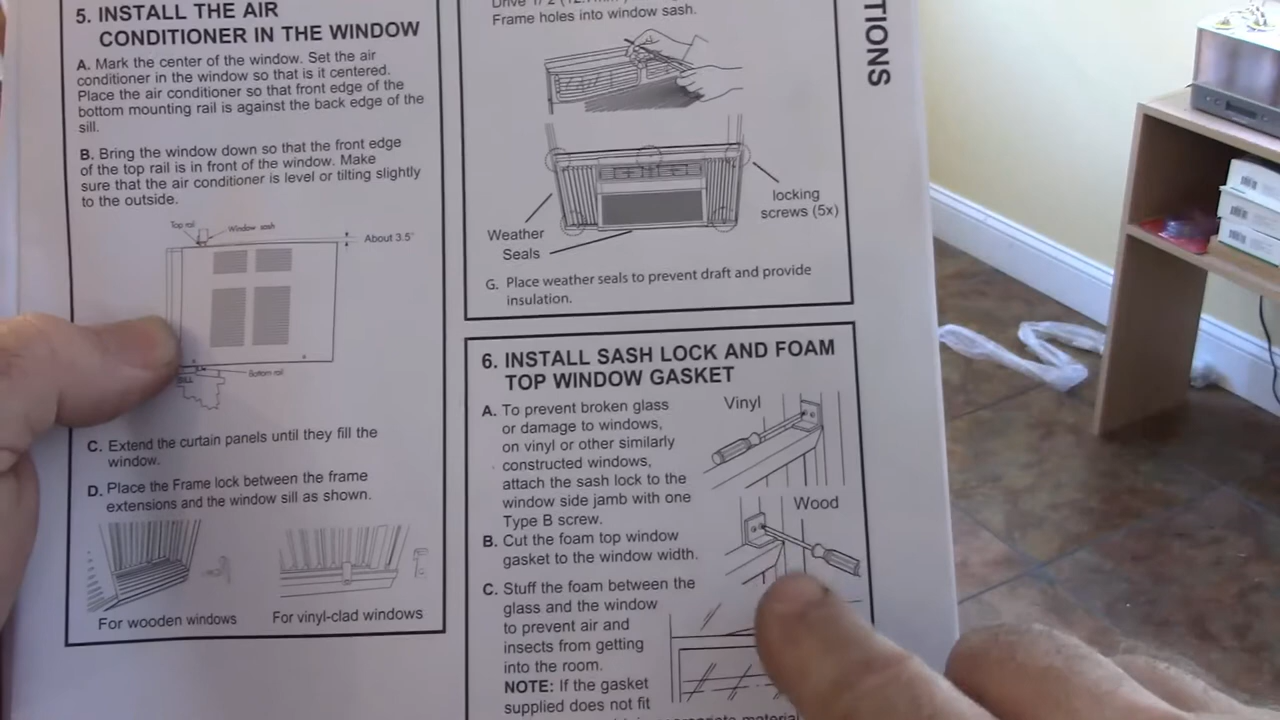 5. INSTALL THE AIR
CONDITIONER IN THE WINDOW
A. Mark the center of the window. Set the air
conditioner in the window so that is it centered.
Place the air conditioner so that front edge of the
bottom mounting rail is against the back edge of the
sill.
B. Bring the window down so that the front edge
of the top rail is in front of the window. Make
sure that the air conditioner is level or tilting slightly
to the outside.
Top rail
Window sash
About 3.5"
Bottom rail
SILL
C. Extend the curtain panels until they fill the
window.
D. Place the Frame lock between the frame
extensions and the window sill as shown.
For wooden windows
For vinyl-clad windows
Frame holes into window sash.
locking
screws (5x)
Weather
Seals
G. Place weather seals to prevent draft and provide
insulation.
6. INSTALL SASH LOCK AND FOAM
TOP WINDOW GASKET
A. To prevent broken glass
or damage to windows,
on vinyl or other similarly
constructed windows,
attach the sash lock to the
window side jamb with one
Type B screw.
Vinyl
Wood
B. Cut the foam top window
gasket to the window width.
C. Stuff the foam between the
glass and the window
to prevent air and
insects from getting
into the room.
NOTE: If the gasket
supplied does not fit
material
TIONS